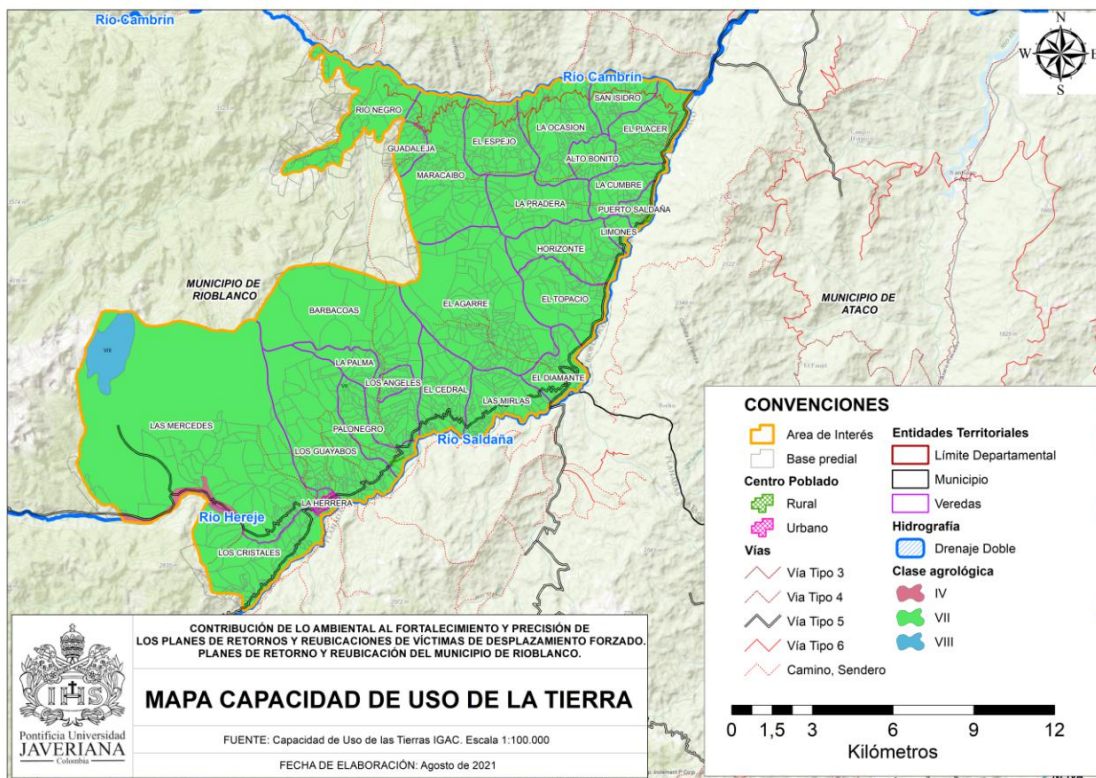 Río Cambrin
Río Cambrin
N
W
E
S
RIO NEGRO
SAN ISIDRO
LA OCASION
EL ESPEJO
EL PLACER
GUADALEJA
ALTO BONITO
MARACAIBO
LA CUMBRE
LA PRADERA
PUERTO SALDAÑA
LIMONES
HORIZONTE
MUNICIPIO DE
RIOBLANCO
MUNICIPIO DE
ATACO
EL AGARRE
EL TOPACIO
BARBACOAS
VIII
LA PALMA
LOS ANGELES
EL CEDRAL
EL DIAMANTE
LAS MIRLAS
LAS MERCEDES
PALONEGRO
Río Saldaña
LOS GUAYABOS
LA HERRERA
Río Hereje
LOS CRISTALES
CONVENCIONES
Area de Interés
Base predial
Centro Poblado
Rural
Urbano
Vías
Vía Tipo 3
Via Tipo 4
Vía Tipo 5
Vía Tipo 6
Camino, Sendero
Entidades Territoriales
Límite Departamental
Municipio
Veredas
Hidrografía
Drenaje Doble
Clase agrológica
IV
VII
VIII
0 1,5 3 6 9 12
Kilómetros
IHS
Pontificia Universidad
JAVERIANA
Colombia
CONTRIBUCIÓN DE LO AMBIENTAL AL FORTALECIMIENTO Y PRECISIÓN DE
LOS PLANES DE RETORNOS Y REUBICACIONES DE VÍCTIMAS DE DESPLAZAMIENTO FORZADO.
PLANES DE RETORNO Y REUBICACIÓN DEL MUNICIPIO DE RIOBLANCO.
MAPA CAPACIDAD DE USO DE LA TIERRA
FUENTE: Capacidad de Uso de las Tierras IGAC. Escala 1:100.000
FECHA DE ELABORACIÓN: Agosto de 2021